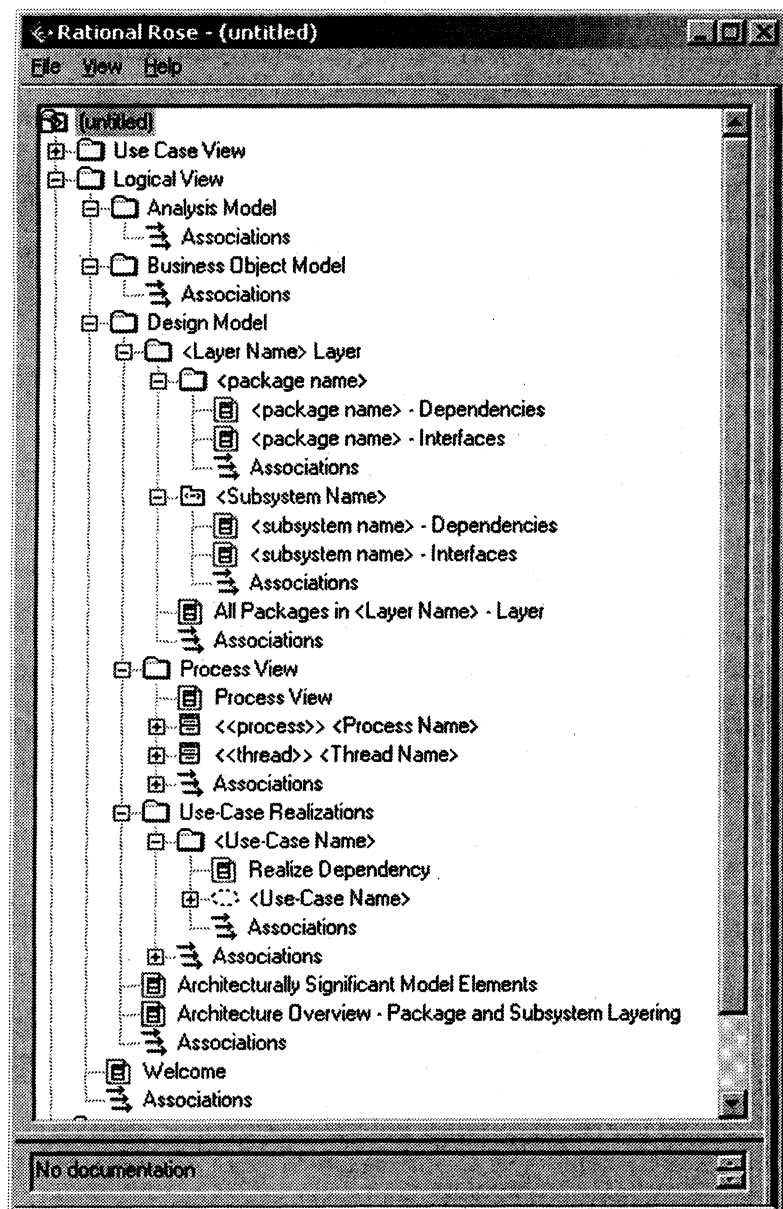 Rational Rose - (untitled)
File View Help
(untitled)
Use Case View
Logical View
Analysis Model
Associations
Business Object Model
Associations
Design Model
<Layer Name> Layer
<package name>
<package name> - Dependencies
<package name> - Interfaces
Associations
<Subsystem Name>
<subsystem name> - Dependencies
<subsystem name> - Interfaces
Associations
All Packages in <Layer Name> - Layer
Associations
Process View
Process View
<<process>> <Process Name>
<<thread>> <Thread Name>
Associations
Use-Case Realizations
<Use-Case Name>
Realize Dependency
<Use-Case Name>
Associations
Associations
Architecturally Significant Model Elements
Architecture Overview - Package and Subsystem Layering
Associations
Welcome
Associations
No documentation